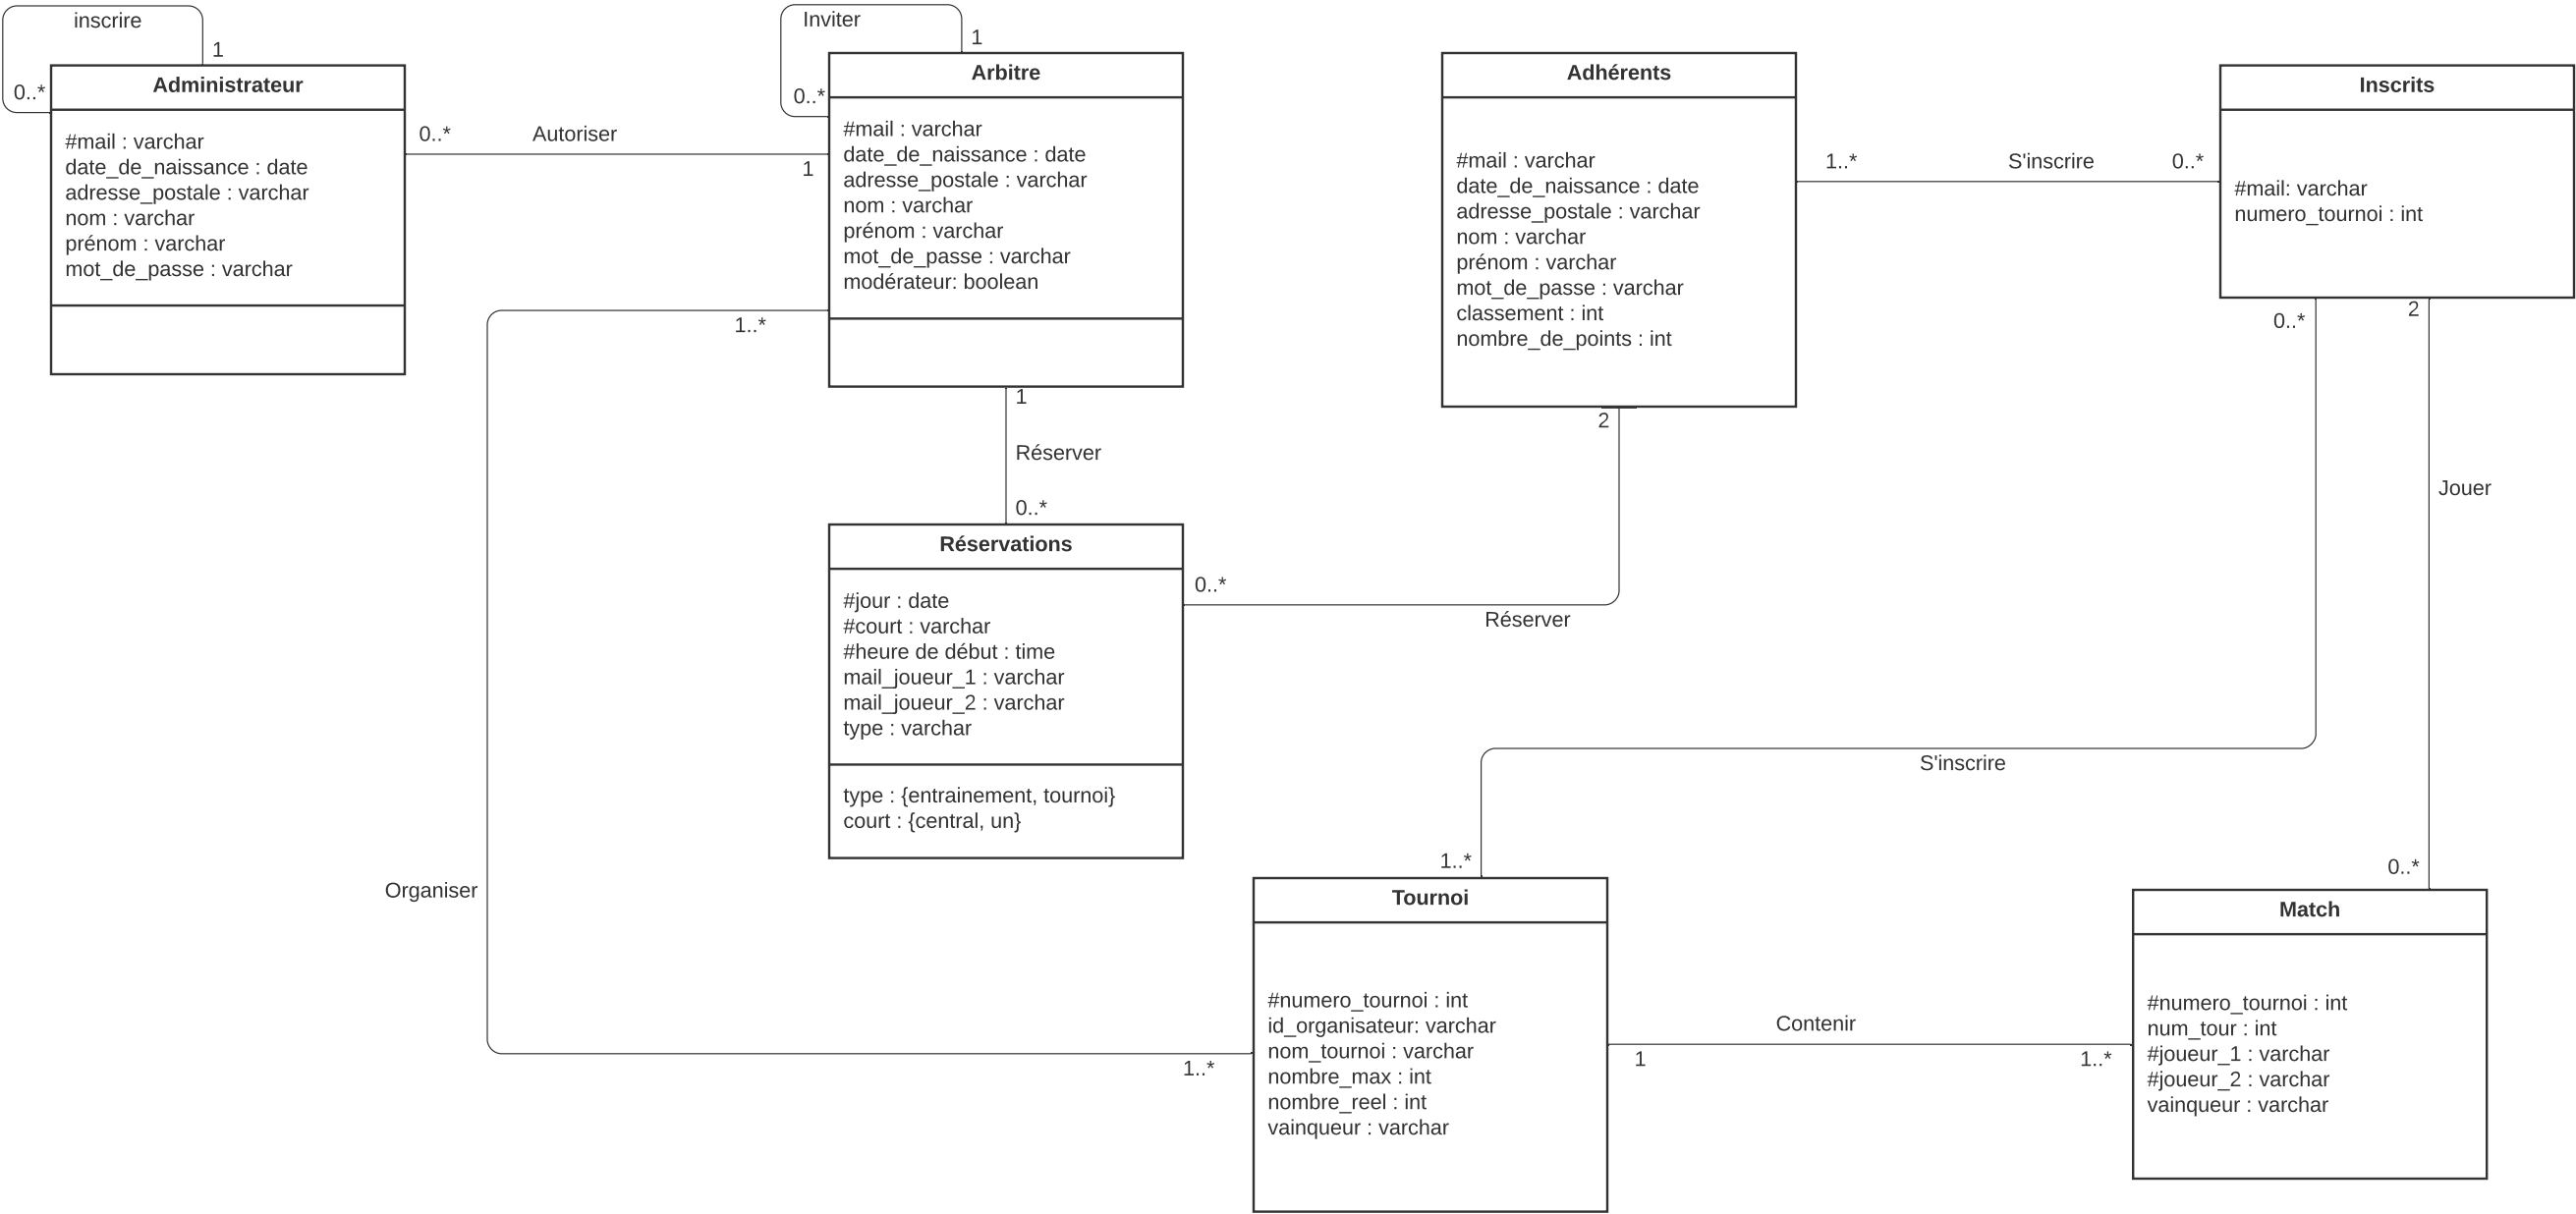 inscrire
1
0..*
Administrateur
#mail : varchar
date_de_naissance : date
adresse_postale : varchar
nom : varchar
prénom : varchar
mot_de_passe : varchar
0..*
Autoriser
1
Inviter
1
0..*
Arbitre
#mail : varchar
date_de_naissance : date
adresse_postale : varchar
nom : varchar
prénom : varchar
mot_de_passe : varchar
modérateur: boolean
1..*
Organiser
1..*
1
Réserver
0..*
Adhérents
#mail : varchar
date_de_naissance : date
adresse_postale : varchar
nom : varchar
prénom : varchar
mot_de_passe : varchar
classement : int
nombre_de_points : int
1..*
S'inscrire
0..*
Inscrits
#mail: varchar
numero_tournoi : int
2
0..*
Réserver
Réservations
#jour : date
#court : varchar
#heure de début : time
mail_joueur_1 : varchar
mail_joueur_2 : varchar
type : varchar
type : {entrainement, tournoi}
court : {central, un}
0..*
S'inscrire
1..*
2
Jouer
0..*
Tournoi
#numero_tournoi : int
id_organisateur: varchar
nom_tournoi : varchar
nombre_max : int
nombre_reel : int
vainqueur : varchar
Contenir
1
1..*
Match
#numero_tournoi : int
num_tour : int
#joueur_1 : varchar
#joueur_2 : varchar
vainqueur : varchar